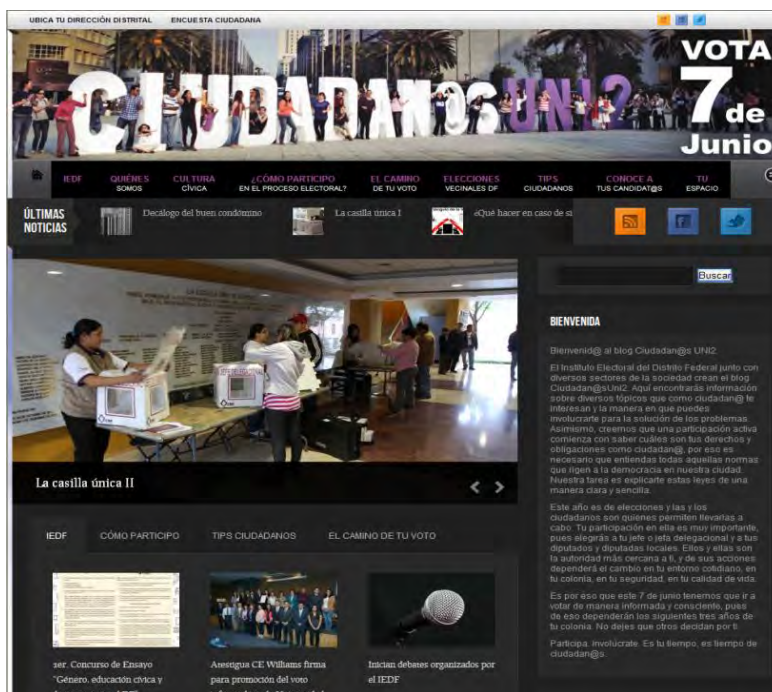 UBICA TU DIRECCIÓN DISTRITAL ENCUESTA CIUDADANA
CIUDADANOS UNI2
VOTA
7 de
Junio
IEDF QUIÉNES CULTURA ¿CÓMO PARTICIPO EL CAMINO ELECCIONES TIPS CONOCE A TU
SOMOS CÍVICA EN EL PROCESO ELECTORAL? DE TU VOTO VECINALES DF CIUDADANOS TUS CANDIDAT@S ESPACIO
ÚLTIMAS
NOTICIAS
Decálogo del buen condómino La casilla única I ¿Qué hacer en caso de si
Buscar
La casilla única II
IEDF CÓMO PARTICIPO TIPS CIUDADANOS EL CAMINO DE TU VOTO
1er. Concurso de Ensayo
"Género, educación cívica y
Asesigua CE Williams firma
para promoción del voto
Inician debates organizados por
el IEDF
BIENVENIDA
Bienvenid@ al blog Ciudadan@s UNI2.
El Instituto Electoral del Distrito Federal junto con
diversos sectores de la sociedad crean el blog
Ciudadan@sUni2. Aquí encontrarás información
sobre diversos tópicos que como ciudadan@ te
interesan y la manera en que puedes
involucrarte para la solución de los problemas.
Asimismo, creemos que una participación activa
comienza con saber cuáles son tus derechos y
obligaciones como ciudadan@, por eso es
necesario que entiendas todas aquellas normas
que rigen a la democracia en nuestra ciudad.
Nuestra tarea es explicarte estas leyes de una
manera clara y sencilla.
Este año es de elecciones y las y los
ciudadanos son quienes permiten llevarlas a
cabo. Tu participación en ella es muy importante,
pues elegirás a tu jefe o jefa delegacional y a tus
diputados y diputadas locales. Ellos y ellas son
la autoridad más cercana a ti, y de sus acciones
dependerá el cambio en tu entorno cotidiano, en
tu colonia, en tu seguridad, en tu calidad de vida.
Es por eso que este 7 de junio tenemos que ir a
votar de manera informada y consciente, pues
de eso dependerán los siguientes tres años de
tu colonia. No dejes que otros decidan por ti.
Participa. Involúcrate. Es tu tiempo, es tiempo de
ciudadan@s.